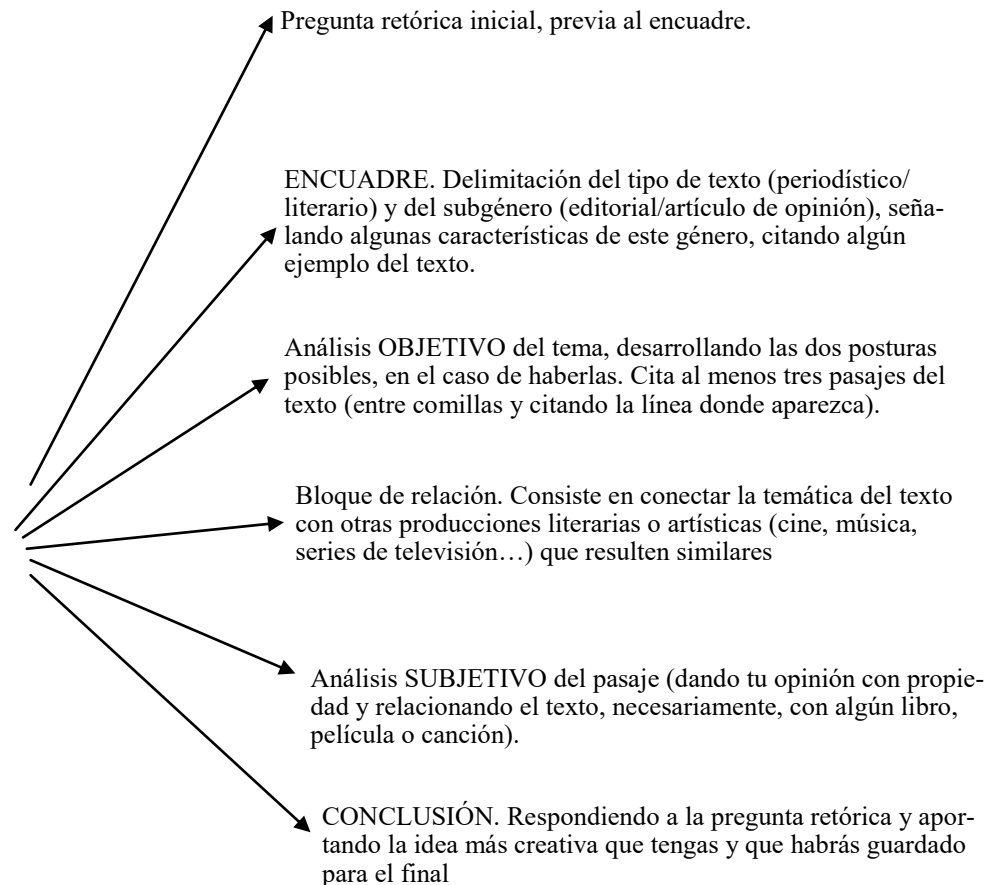 Pregunta retórica inicial, previa al encuadre.
ENCUADRE. Delimitación del tipo de texto (periodístico/
literario) y del subgénero (editorial/artículo de opinión), seña-
lando algunas características de este género, citando algún
ejemplo del texto.
Análisis OBJETIVO del tema, desarrollando las dos posturas
posibles, en el caso de haberlas. Cita al menos tres pasajes del
texto (entre comillas y citando la línea donde aparezca).
Bloque de relación. Consiste en conectar la temática del texto
con otras producciones literarias o artísticas (cine, música,
series de televisión…) que resulten similares
Análisis SUBJETIVO del pasaje (dando tu opinión con propie-
dad y relacionando el texto, necesariamente, con algún libro,
película o canción).
CONCLUSIÓN. Respondiendo a la pregunta retórica y apor-
tando la idea más creativa que tengas y que habrás guardado
para el final